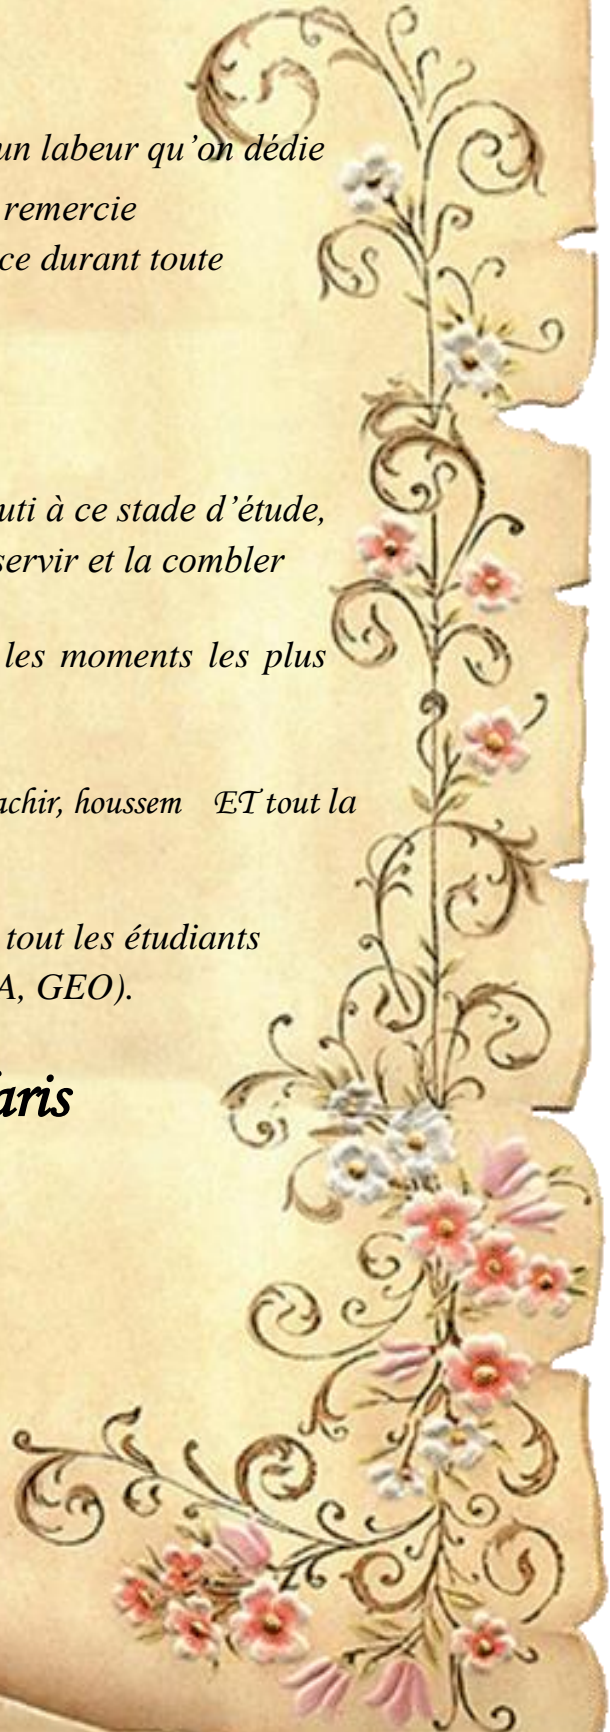 un labeur qu'on dédie
remercie
ce durant toute
uti à ce stade d'étude,
servir et la combler
les moments les plus
achir, houssem ET tout la
tout les étudiants
A, GEO).
aris